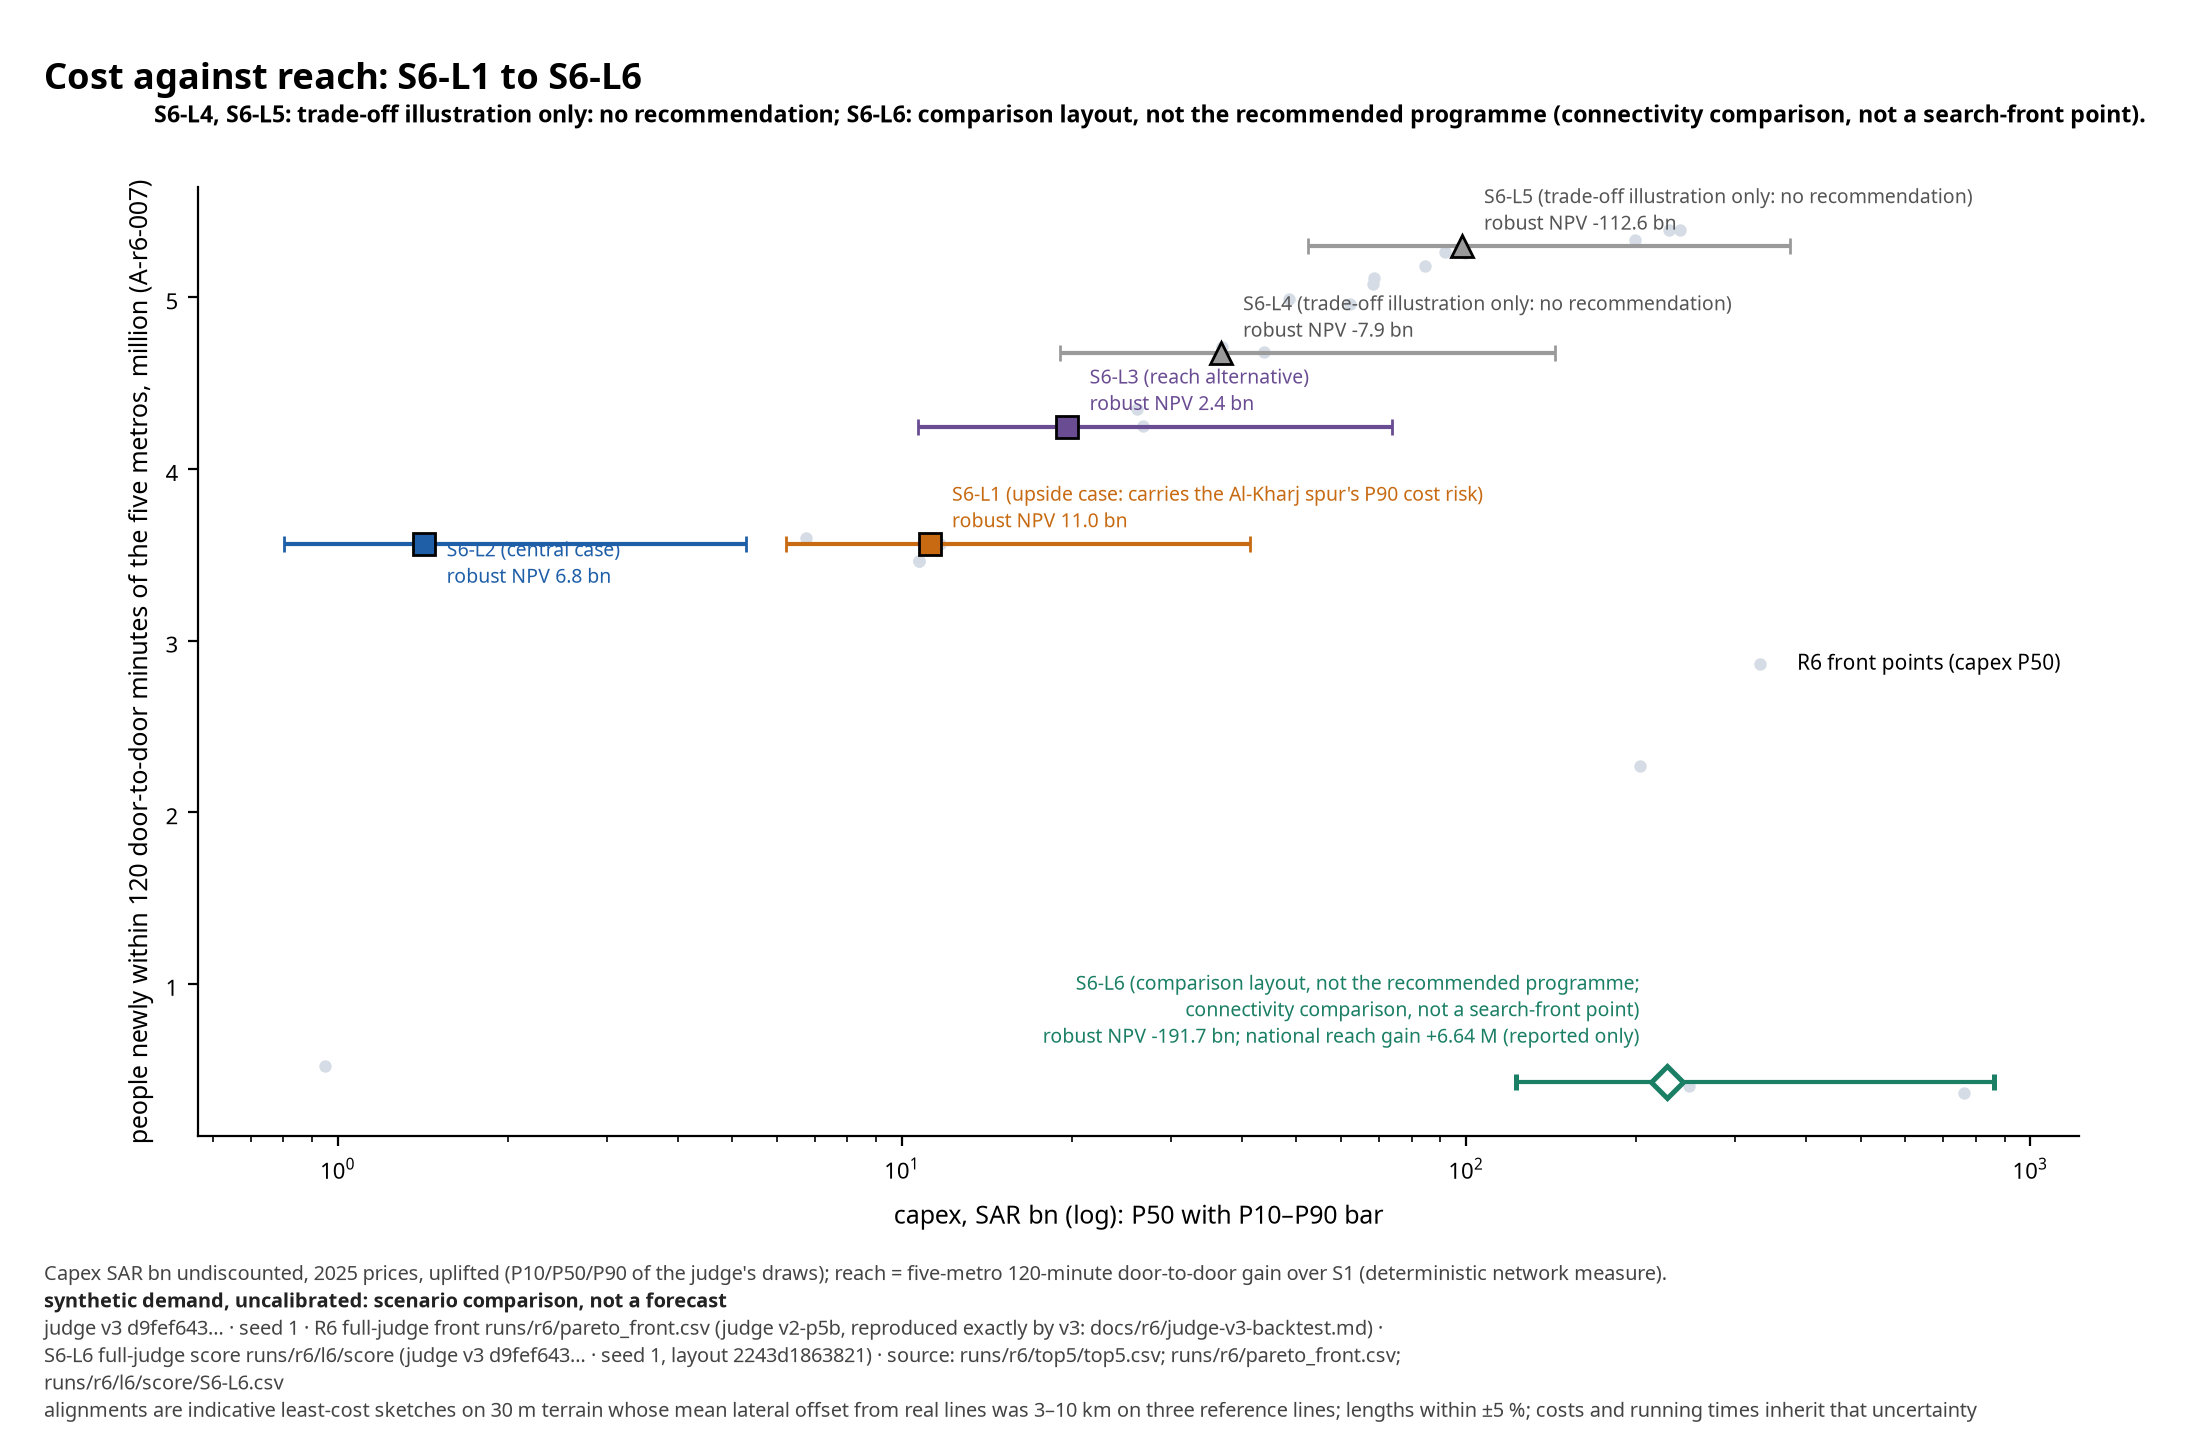 Cost against reach: S6-L1 to S6-L6
S6-L4, S6-L5: trade-off illustration only: no recommendation; S6-L6: comparison layout, not the recommended programme (connectivity comparison, not a search-front point).
people newly within 120 door-to-door minutes of the five metros, million (A-r6-007)
S6-L5 (trade-off illustration only: no recommendation)
robust NPV -112.6 bn
5
S6-L4 (trade-off illustration only: no recommendation)
robust NPV -7.9 bn
S6-L3 (reach alternative)
robust NPV 2.4 bn
4
S6-L1 (upside case: carries the Al-Kharj spur's P90 cost risk)
robust NPV 11.0 bn
S6-L2 (central case)
robust NPV 6.8 bn
3
R6 front points (capex P50)
2
1
S6-L6 (comparison layout, not the recommended programme;
connectivity comparison, not a search-front point)
robust NPV -191.7 bn; national reach gain +6.64 M (reported only)
10⁰ 10¹ 10² 10³
capex, SAR bn (log): P50 with P10–P90 bar
Capex SAR bn undiscounted, 2025 prices, uplifted (P10/P50/P90 of the judge's draws); reach = five-metro 120-minute door-to-door gain over S1 (deterministic network measure).
synthetic demand, uncalibrated: scenario comparison, not a forecast
judge v3 d9fef643… · seed 1 · R6 full-judge front runs/r6/pareto_front.csv (judge v2-p5b, reproduced exactly by v3: docs/r6/judge-v3-backtest.md) ·
S6-L6 full-judge score runs/r6/l6/score (judge v3 d9fef643… · seed 1, layout 2243d1863821) · source: runs/r6/top5/top5.csv; runs/r6/pareto_front.csv;
runs/r6/l6/score/S6-L6.csv
alignments are indicative least-cost sketches on 30 m terrain whose mean lateral offset from real lines was 3–10 km on three reference lines; lengths within ±5 %; costs and running times inherit that uncertainty